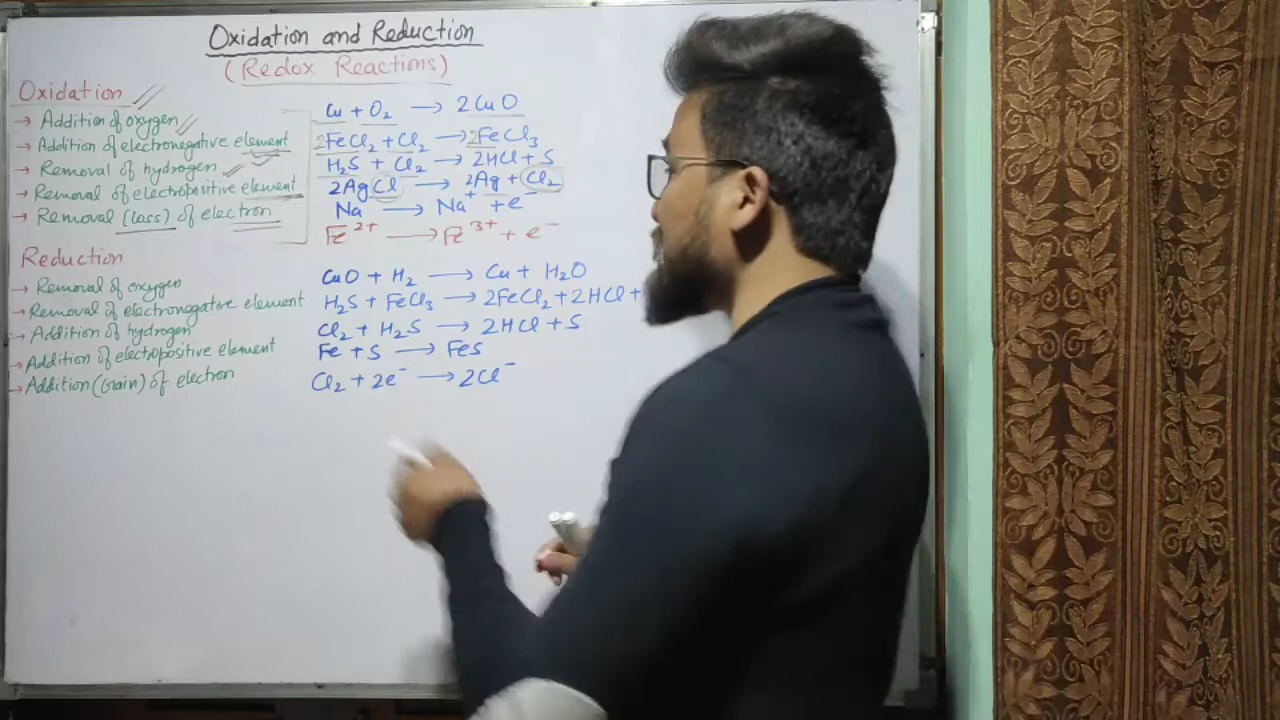 Oxidation and Reduction
(Redox Reactions)
Oxidation
→ Addition of oxygen
→ Addition of electronegative element
→ Removal of hydrogen
→ Removal of electropositive element
→ Removal (loss) of electron
Cu + O₂ → 2CuO
2FeCl₂ + Cl₂ → 2FeCl₃
H₂S + Cl₂ → 2HCl + S
2AgCl → 2Ag + Cl₂
Na → Na⁺ + e⁻
Fe²⁺ → Fe³⁺ + e⁻
Reduction
→ Removal of oxygen
→ Removal of electronegative element
→ Addition of hydrogen
→ Addition of electropositive element
→ Addition (Gain) of electron
CuO + H₂ → Cu + H₂O
H₂S + FeCl₃ → 2FeCl₂ + 2HCl +
Cl₂ + H₂S → 2HCl + S
Fe + S → FeS
Cl₂ + 2e⁻ → 2Cl⁻